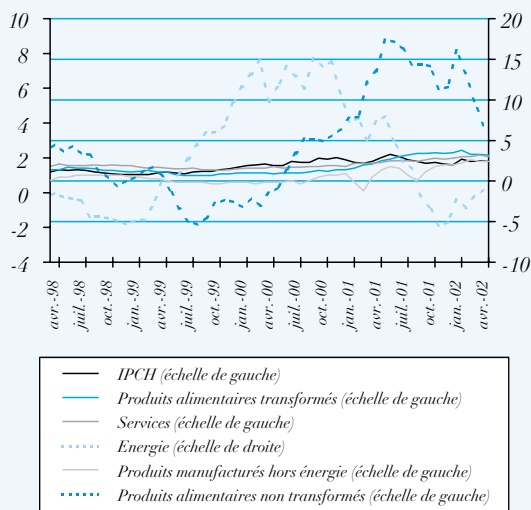 10
8
6
4
2
0
-2
-4
20
15
10
5
0
-5
-10
avr.-98
juil.-98
oct.-98
janv.-99
avr.-99
juil.-99
oct.-99
janv.-00
avr.-00
juil.-00
oct.-00
janv.-01
avr.-01
juil.-01
oct.-01
janv.-02
avr.-02
IPCH (échelle de gauche)
Produits alimentaires transformés (échelle de gauche)
Services (échelle de gauche)
Energie (échelle de droite)
Produits manufacturés hors énergie (échelle de gauche)
Produits alimentaires non transformés (échelle de gauche)